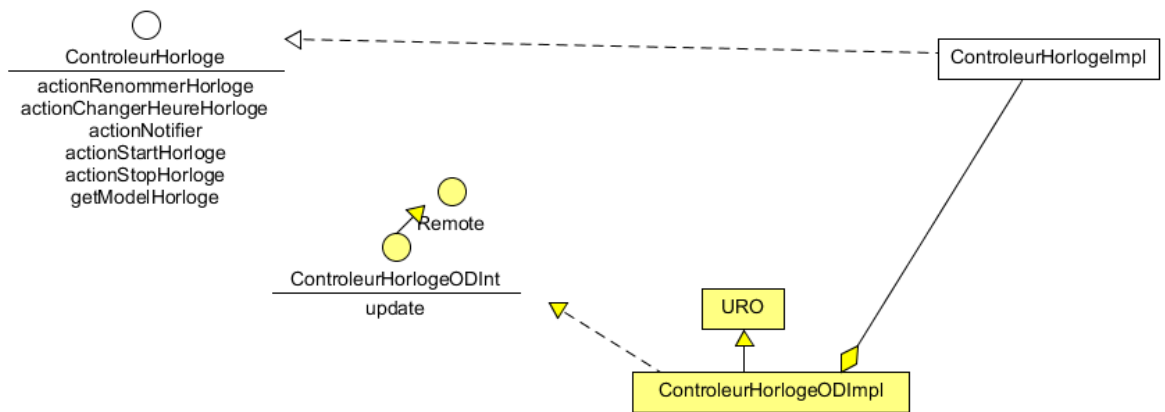 ControleurHorloge
ControleurHorlogeImpl
actionRenommerHorloge
actionChangerHeureHorloge
actionNotifier
actionStartHorloge
actionStopHorloge
getModelHorloge
Remote
ControleurHorlogeODInt
update
URO
ControleurHorlogeODImpl